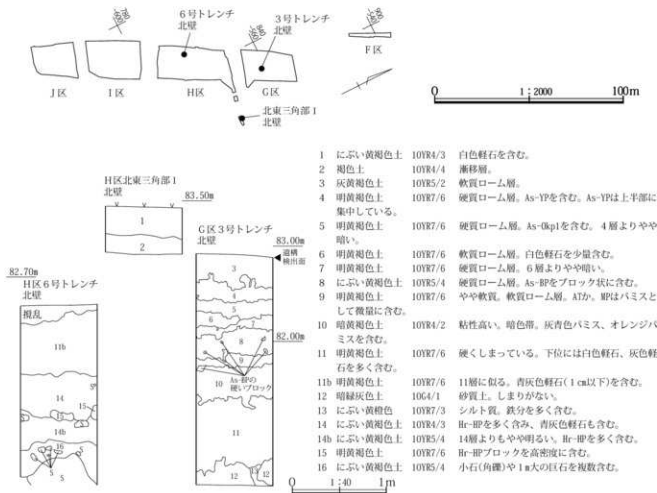 6号トレンチ
北壁
3号トレンチ
北壁
F区
J区
I区
H区
G区
北東三角部1
北壁
0
1:2000
100m
H区北東三角部1
北壁
83.50m
1
2
G区3号トレンチ
北壁
83.00m
遺構
検出面
82.00m
3
4
5
6
7
8
9
10
As-BPの
硬いブロック
11
12
13
12
82.70m
H区6号トレンチ
北壁
撹乱
11b
14
15
14b
16
5
5
5
1 にぶい黄褐色土 10YR4/3 白色軽石を含む。
2 褐色土 10YR4/4 漸移層。
3 灰黄褐色土 10YR5/2 軟質ローム層。
4 明黄褐色土 10YR7/6 硬質ローム層。As-YPを含む。As-YPは上半部に
集中している。
5 明黄褐色土 10YR7/6 硬質ローム層。As-Okp1を含む。4層よりやや
暗い。
6 明黄褐色土 10YR7/6 軟質ローム層。白色軽石を少量含む。
7 明黄褐色土 10YR7/6 硬質ローム層。6層よりやや暗い。
8 にぶい黄褐色土 10YR5/4 硬質ローム層。As-BPをブロック状に含む。
9 明黄褐色土 10YR7/6 やや軟質。軟質ローム層。ATか。MPはパミスと
して微量に含む。
10 暗黄褐色土 10YR4/2 粘性高い。暗色帯。灰青色パミス、オレンジパ
ミスを含む。
11 明黄褐色土 10YR7/6 硬くしまっている。下位には白色軽石、灰色軽
石を多く含む。
11b 明黄褐色土 10YR7/6 11層に似る。青灰色軽石(1cm以下)を含む。
12 暗緑灰色土 10G4/1 砂質土。しまりがない。
13 にぶい黄橙色 10YR7/3 シルト質。鉄分を多く含む。
14 にぶい黄褐色土 10YR4/3 Hr-HPを多く含み、青灰色軽石も含む。
14b にぶい黄褐色土 10YR5/4 14層よりもやや明るい。Hr-HPを多く含む。
15 明黄褐色土 10YR7/6 Hr-HPブロックを高密度に含む。
16 にぶい黄褐色土 10YR5/4 小石(角礫)や1m大の巨石を複数含む。
0
1:40
1m